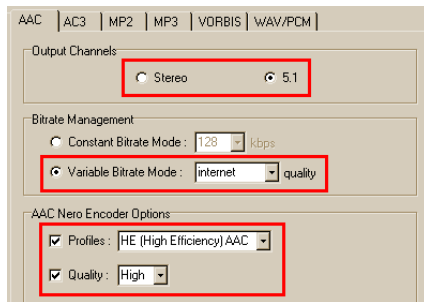 AAC AC3 MP2 MP3 VORBIS WAV/PCM
Output Channels
Stereo 5.1
Bitrate Management
Constant Bitrate Mode : 128 kbps
Variable Bitrate Mode : internet quality
AAC Nero Encoder Options
Profiles : HE (High Efficiency) AAC
Quality : High